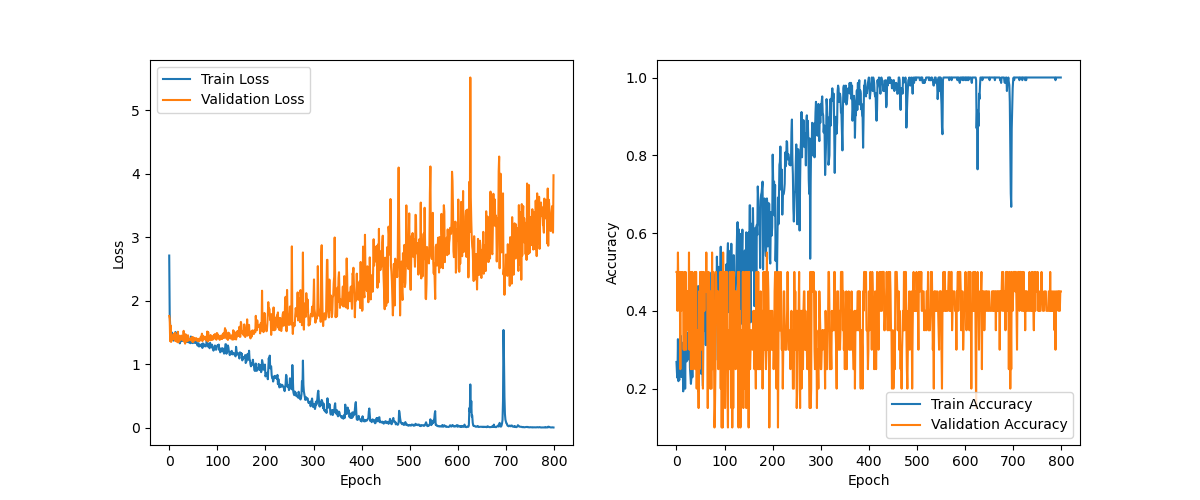 Train Loss
Validation Loss
5
4
3
2
1
0
Loss
0 100 200 300 400 500 600 700 800
Epoch
1.0
0.8
0.6
0.4
0.2
Accuracy
Train Accuracy
Validation Accuracy
0 100 200 300 400 500 600 700 800
Epoch